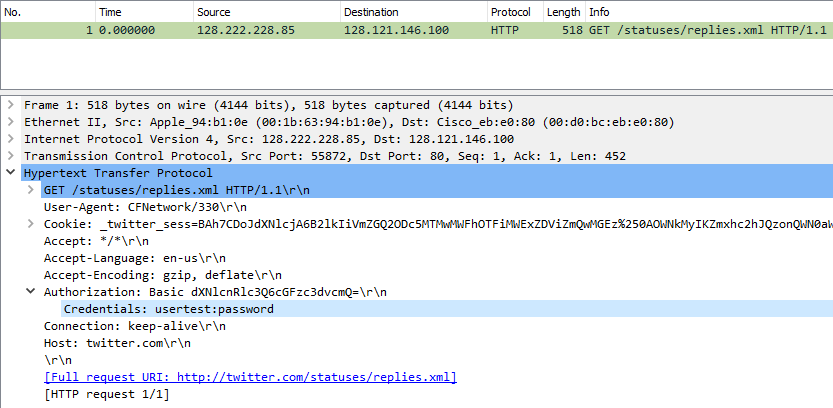 No. Time Source Destination Protocol Length Info
1 0.000000 128.222.228.85 128.121.146.100 HTTP 518 GET /statuses/replies.xml HTTP/1.1
Frame 1: 518 bytes on wire (4144 bits), 518 bytes captured (4144 bits)
Ethernet II, Src: Apple_94:b1:0e (00:1b:63:94:b1:0e), Dst: Cisco_eb:e0:80 (00:d0:bc:eb:e0:80)
Internet Protocol Version 4, Src: 128.222.228.85, Dst: 128.121.146.100
Transmission Control Protocol, Src Port: 55872, Dst Port: 80, Seq: 1, Ack: 1, Len: 452
Hypertext Transfer Protocol
GET /statuses/replies.xml HTTP/1.1\r\n
User-Agent: CFNetwork/330\r\n
Cookie: _twitter_sess=BAh7CDoJdXNlcjA6B2lkIiVmZGQ2ODc5MTMwMWFhOTFiMWExZDViZmQwMGEz%250AOWNkMyIKZmxhc2hJQzonQWN0aW
Accept: */*\r\n
Accept-Language: en-us\r\n
Accept-Encoding: gzip, deflate\r\n
Authorization: Basic dXNlcnRlc3Q6cGFzc3dvcmQ=\r\n
Credentials: usertest:password
Connection: keep-alive\r\n
Host: twitter.com\r\n
\r\n
[Full request URI: http://twitter.com/statuses/replies.xml]
[HTTP request 1/1]